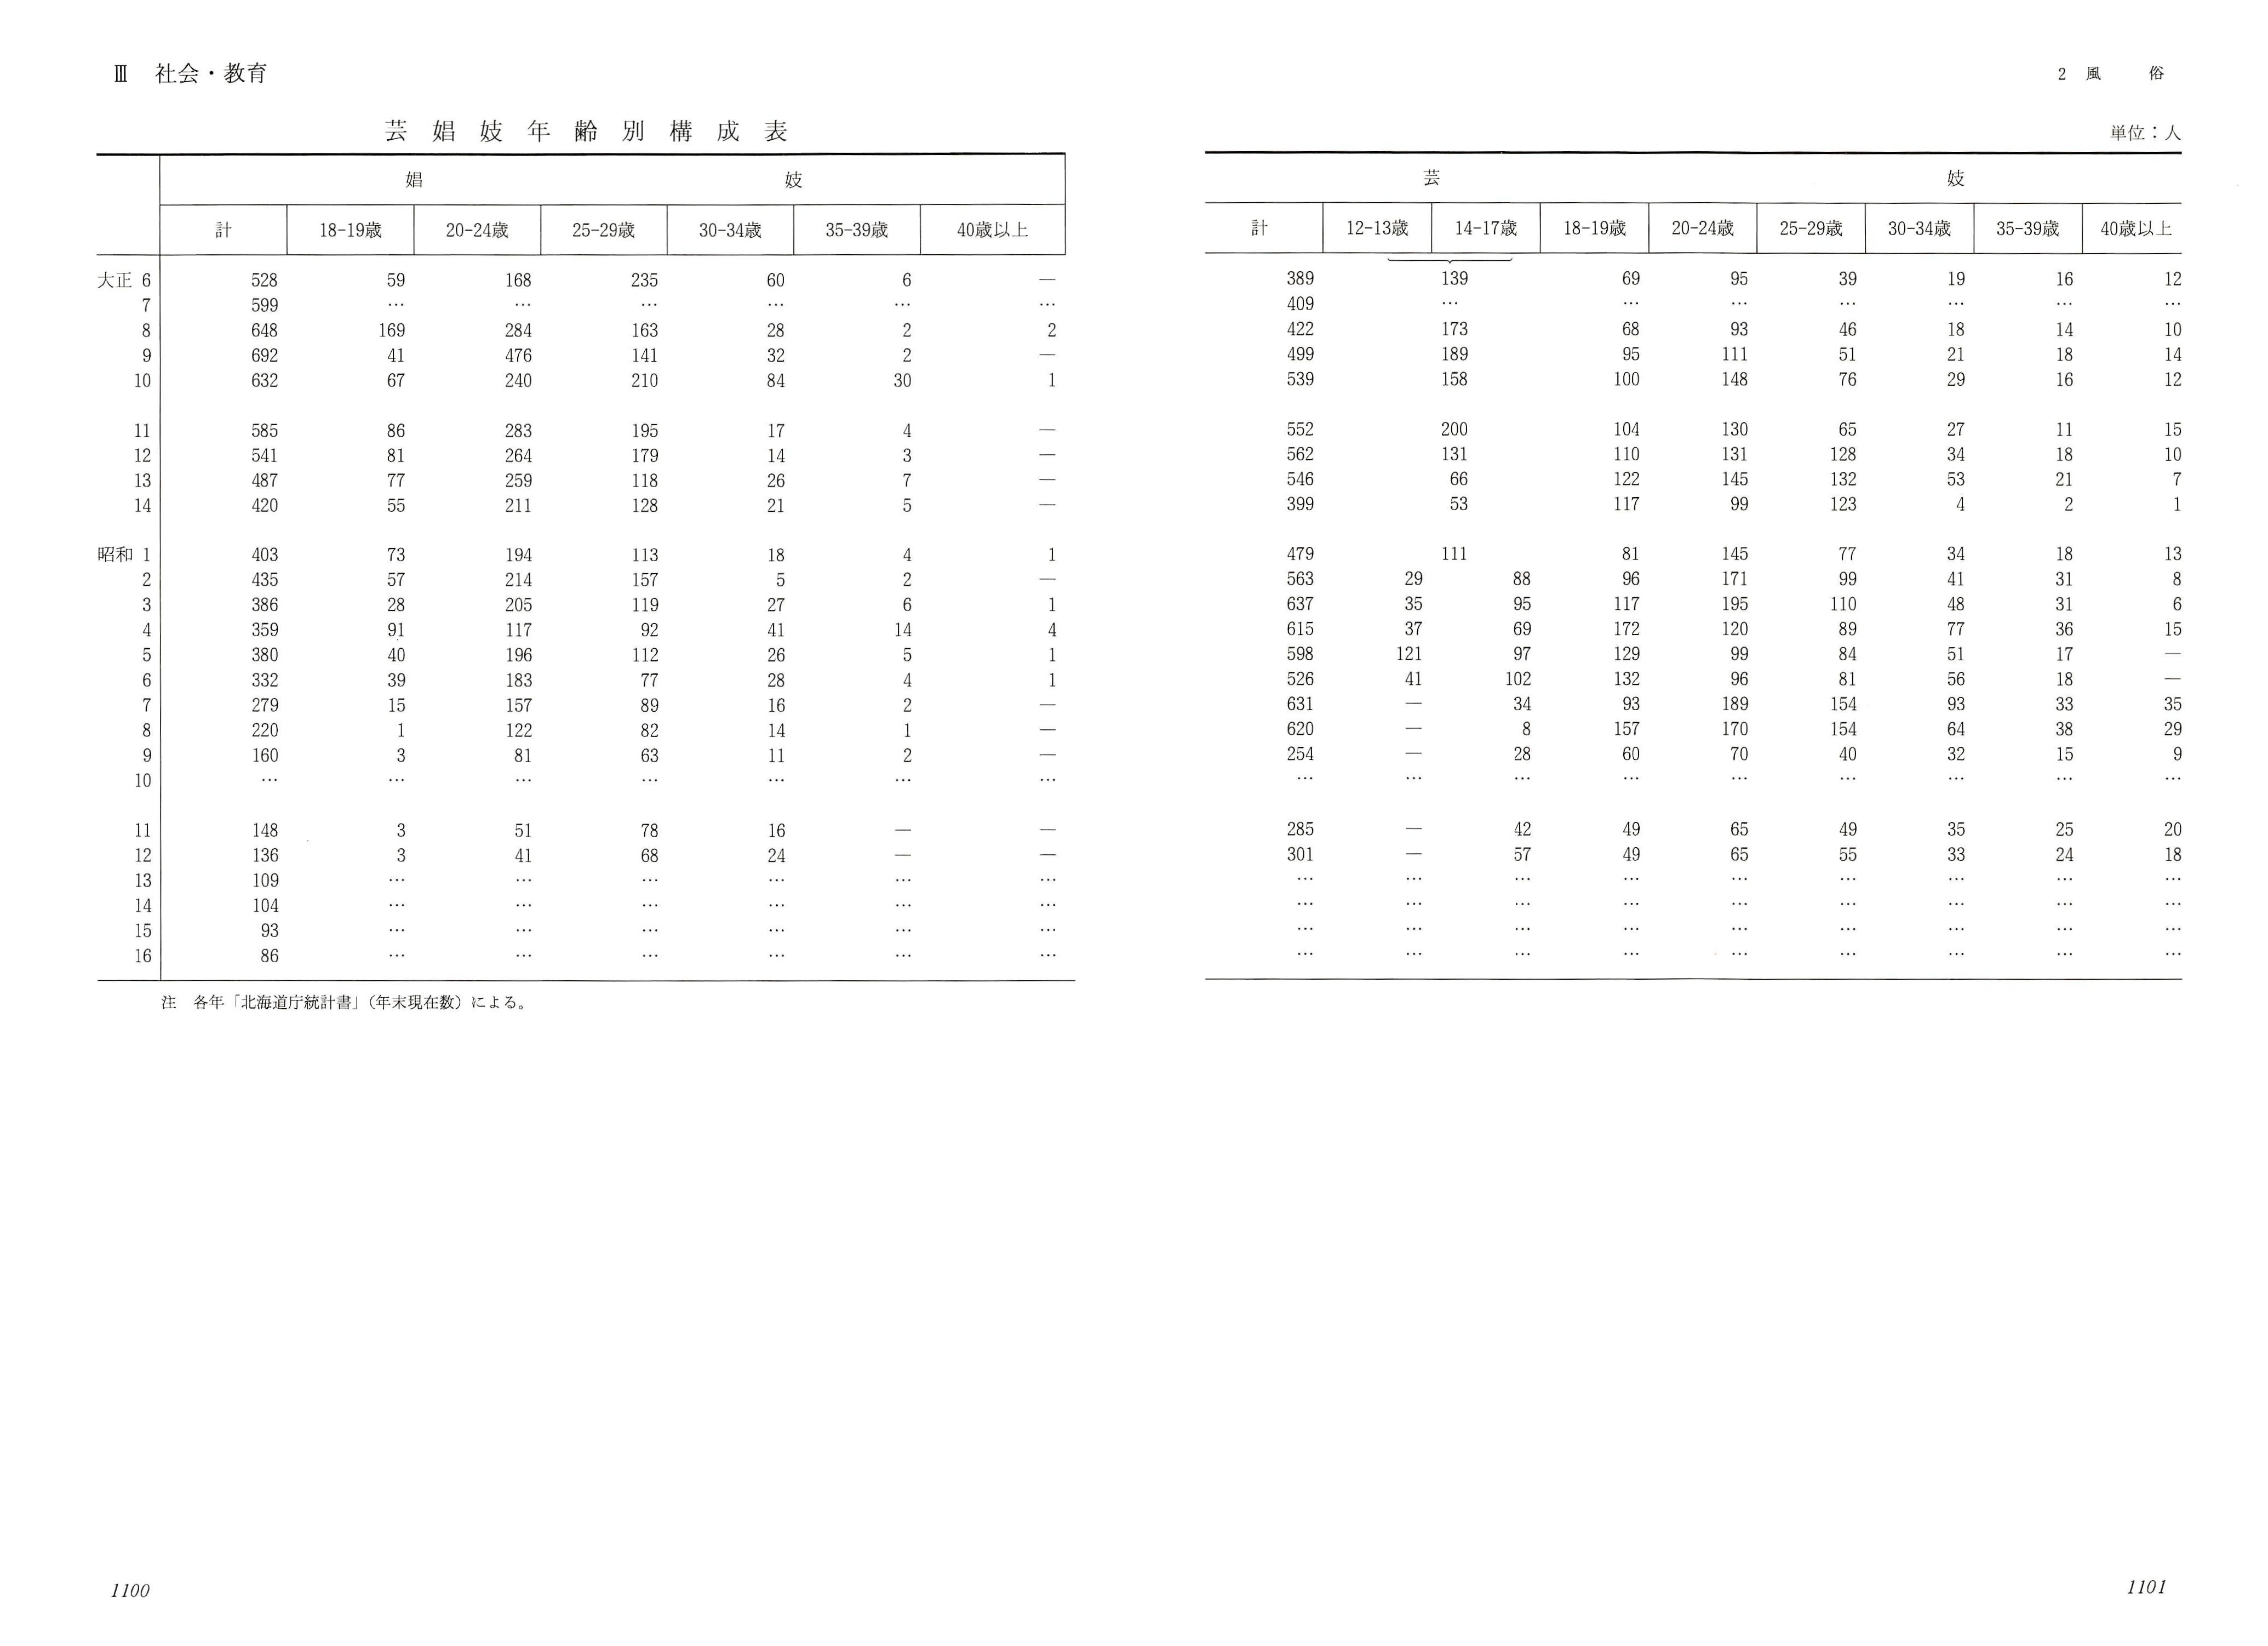 Ⅲ 社会・教育
芸娼妓年齢別構成表
娼妓
計 18-19歳 20-24歳 25-29歳 30-34歳 35-39歳 40歳以上
大正 6 528 59 168 235 60 6 —
7 599 … … … … … …
8 648 169 284 163 28 2 2
9 692 41 476 141 32 2 —
10 632 67 240 210 84 30 1
11 585 86 283 195 17 4 —
12 541 81 264 179 14 3 —
13 487 77 259 118 26 7 —
14 420 55 211 128 21 5 —
昭和 1 403 73 194 113 18 4 1
2 435 57 214 157 5 2 —
3 386 28 205 119 27 6 1
4 359 91 117 92 41 14 4
5 380 40 196 112 26 5 1
6 332 39 183 77 28 4 1
7 279 15 157 89 16 2 —
8 220 1 122 82 14 1 —
9 160 3 81 63 11 2 —
10 … … … … … … …
11 148 3 51 78 16 — —
12 136 3 41 68 24 — —
13 109 … … … … … …
14 104 … … … … … …
15 93 … … … … … …
16 86 … … … … … …
注 各年「北海道庁統計書」（年末現在数）による。
1100
2 風俗
単位：人
芸妓
計 12-13歳 14-17歳 18-19歳 20-24歳 25-29歳 30-34歳 35-39歳 40歳以上
389 139 69 95 39 19 16 12
409 … … … … … … …
422 173 68 93 46 18 14 10
499 189 95 111 51 21 18 14
539 158 100 148 76 29 16 12
552 200 104 130 65 27 11 15
562 131 110 131 128 34 18 10
546 66 122 145 132 53 21 7
399 53 117 99 123 4 2 1
479 111 81 145 77 34 18 13
563 29 88 96 171 99 41 31 8
637 35 95 117 195 110 48 31 6
615 37 69 172 120 89 77 36 15
598 121 97 129 99 84 51 17 —
526 41 102 132 96 81 56 18 —
631 — 34 93 189 154 93 33 35
620 — 8 157 170 154 64 38 29
254 — 28 60 70 40 32 15 9
… … … … … … … … …
285 — 42 49 65 49 35 25 20
301 — 57 49 65 55 33 24 18
… … … … … … … … …
… … … … … … … … …
… … … … … … … … …
… … … … … … … … …
1101